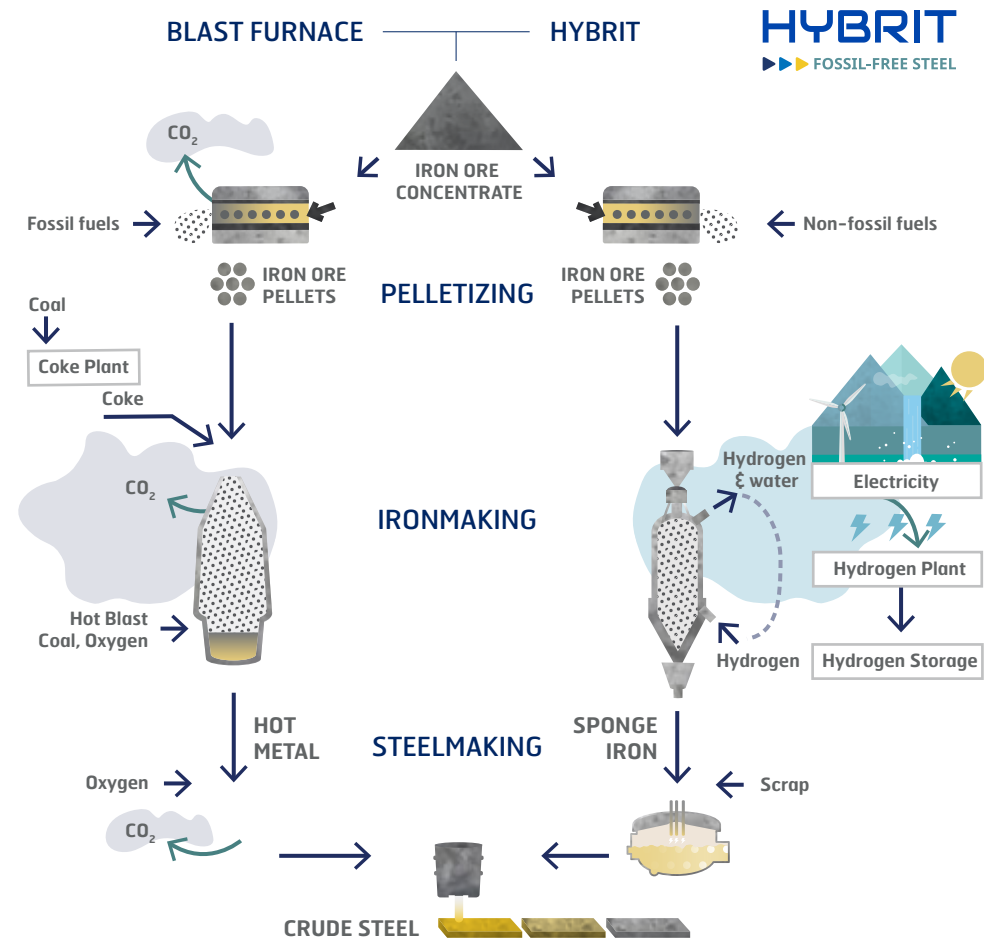 BLAST FURNACE
HYBRIT
HYBRIT
FOSSIL-FREE STEEL
CO₂
IRON ORE
CONCENTRATE
Fossil fuels
Non-fossil fuels
IRON ORE
PELLETS
PELLETIZING
IRON ORE
PELLETS
Coal
Coke Plant
Coke
CO₂
IRONMAKING
Hydrogen
& water
Electricity
Hydrogen Plant
Hot Blast
Coal, Oxygen
Hydrogen
Hydrogen Storage
HOT
METAL
STEELMAKING
SPONGE
IRON
Oxygen
Scrap
CO₂
CRUDE STEEL